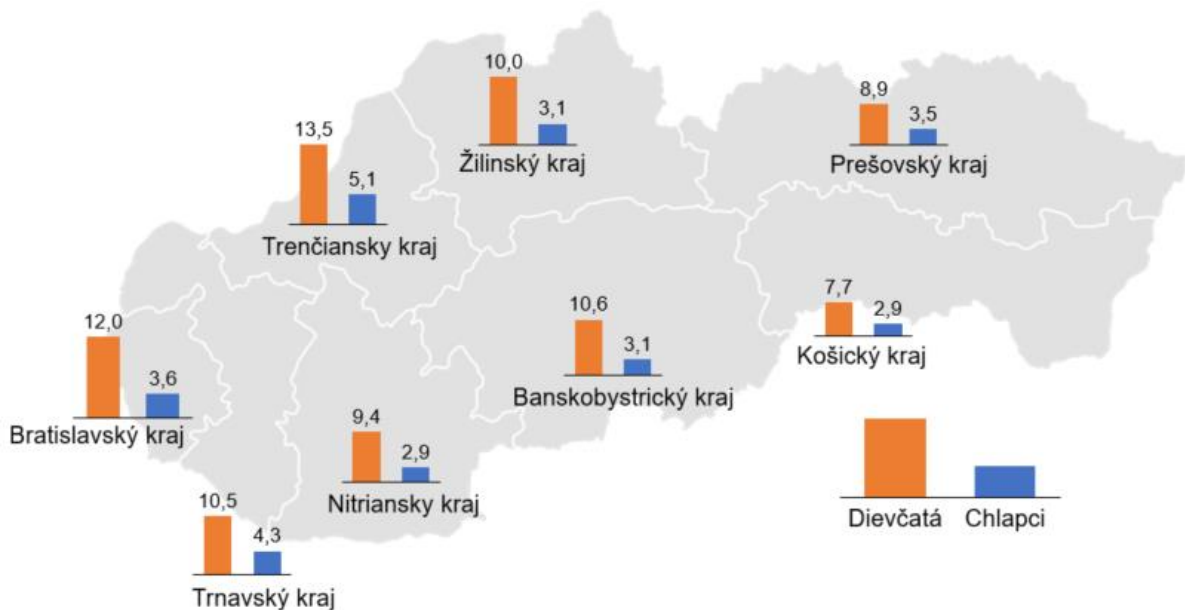 10,0
3,1
Žilinský kraj
8,9
3,5
Prešovský kraj
13,5
5,1
Trenčiansky kraj
7,7
2,9
Košický kraj
10,6
3,1
Banskobystrický kraj
12,0
3,6
Bratislavský kraj
9,4
2,9
Nitriansky kraj
10,5
4,3
Trnavský kraj
Dievčatá
Chlapci